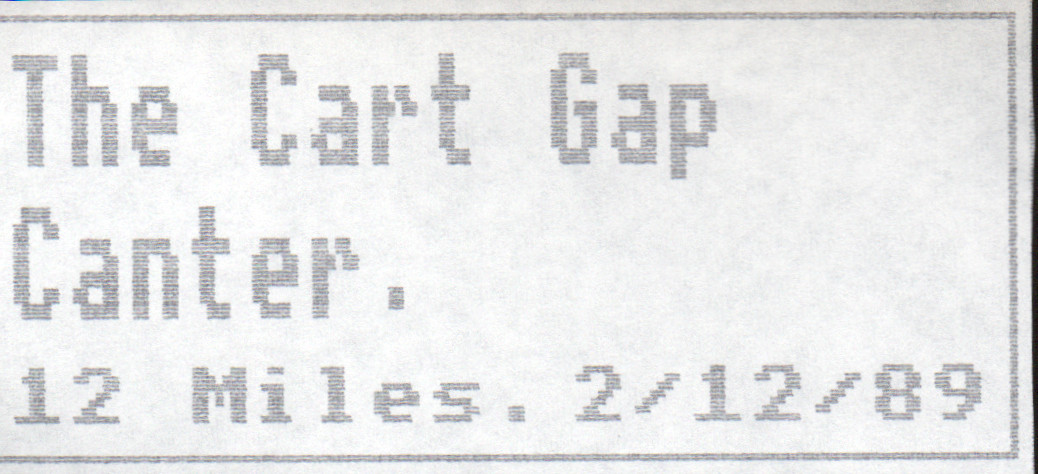 The Cart Gap
Canter.
12 Miles. 2/12/89